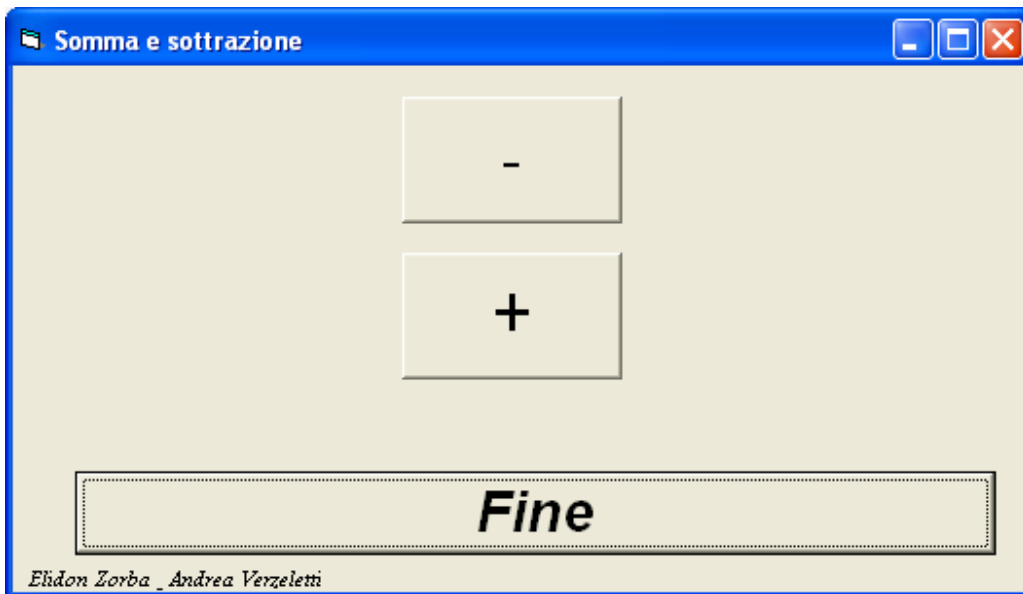 Somma e sottrazione
-
+
Fine
Elidon Zorba _ Andrea Verzeletti